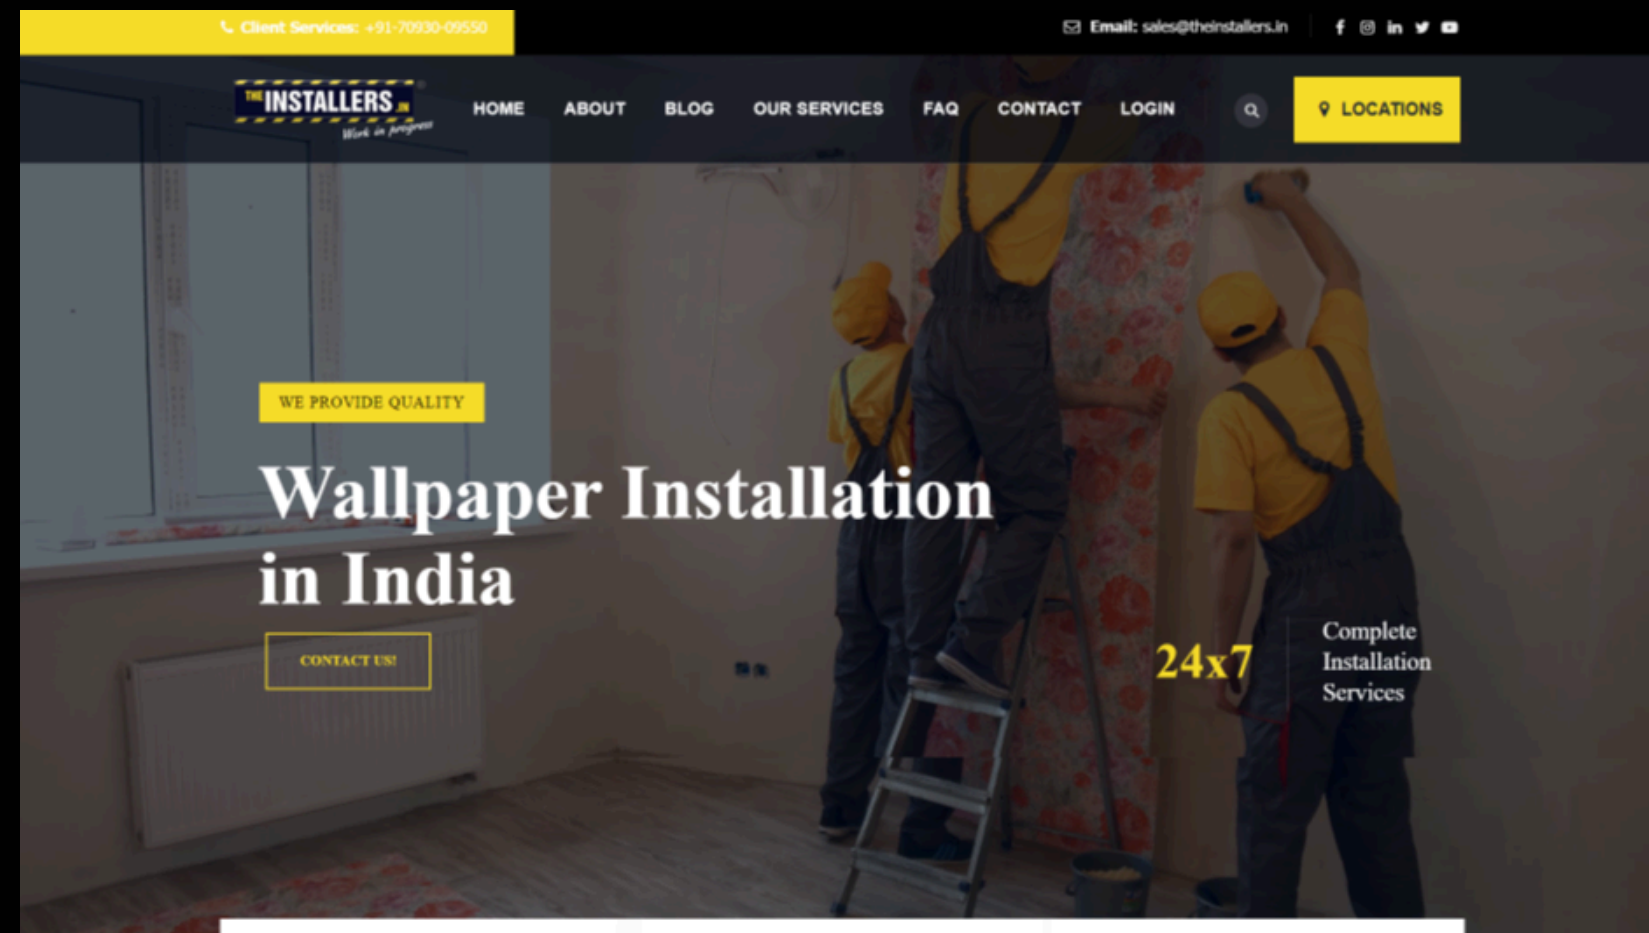 Client Services: +91-70930-09550
Email: sales@theinstallers.in
THE INSTALLERS .IN
Work in progress
HOME ABOUT BLOG OUR SERVICES FAQ CONTACT LOGIN
LOCATIONS
WE PROVIDE QUALITY
Wallpaper Installation
in India
CONTACT US!
24x7
Complete
Installation
Services